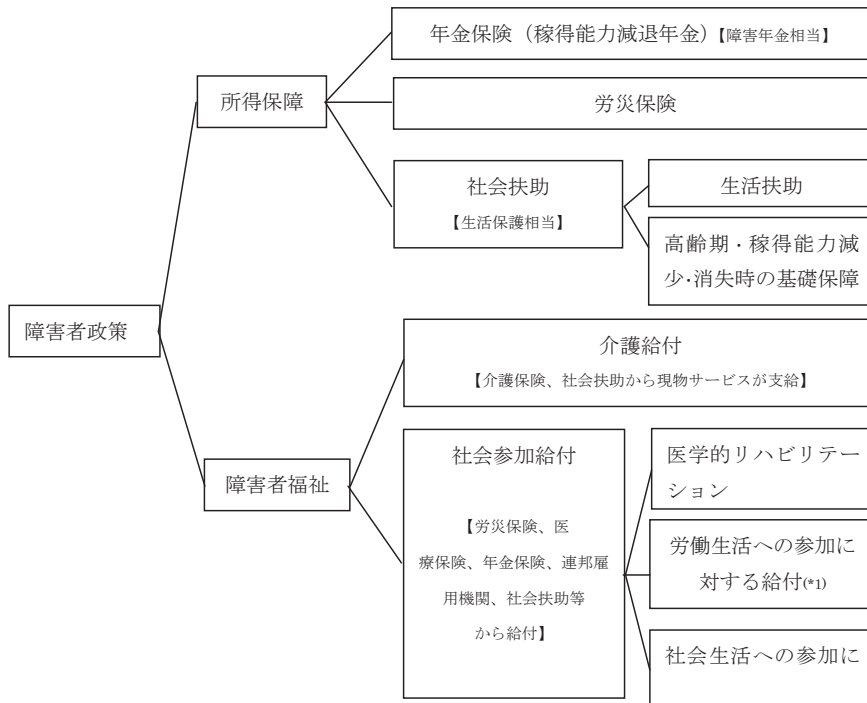 年金保険（稼得能力減退年金）【障害年金相当】
所得保障
労災保険
社会扶助
【生活保護相当】
生活扶助
高齢期・稼得能力減
少・消失時の基礎保障
障害者政策
介護給付
【介護保険、社会扶助から現物サービスが支給】
障害者福祉
社会参加給付
【労災保険、医
療保険、年金保険、連邦雇
用機関、社会扶助等
から給付】
医学的リハビリテー
ション
労働生活への参加に
対する給付(*1)
社会生活への参加に